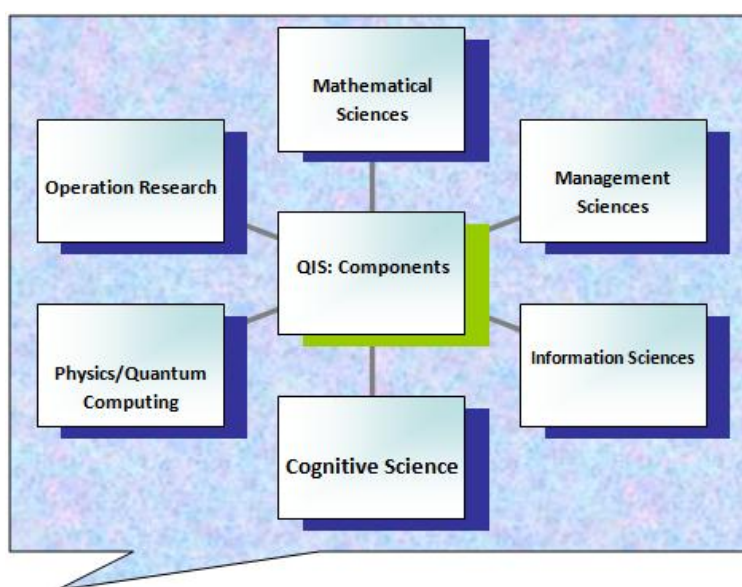 Mathematical
Sciences
Operation Research
Management
Sciences
QIS: Components
Physics/Quantum
Computing
Information Sciences
Cognitive Science